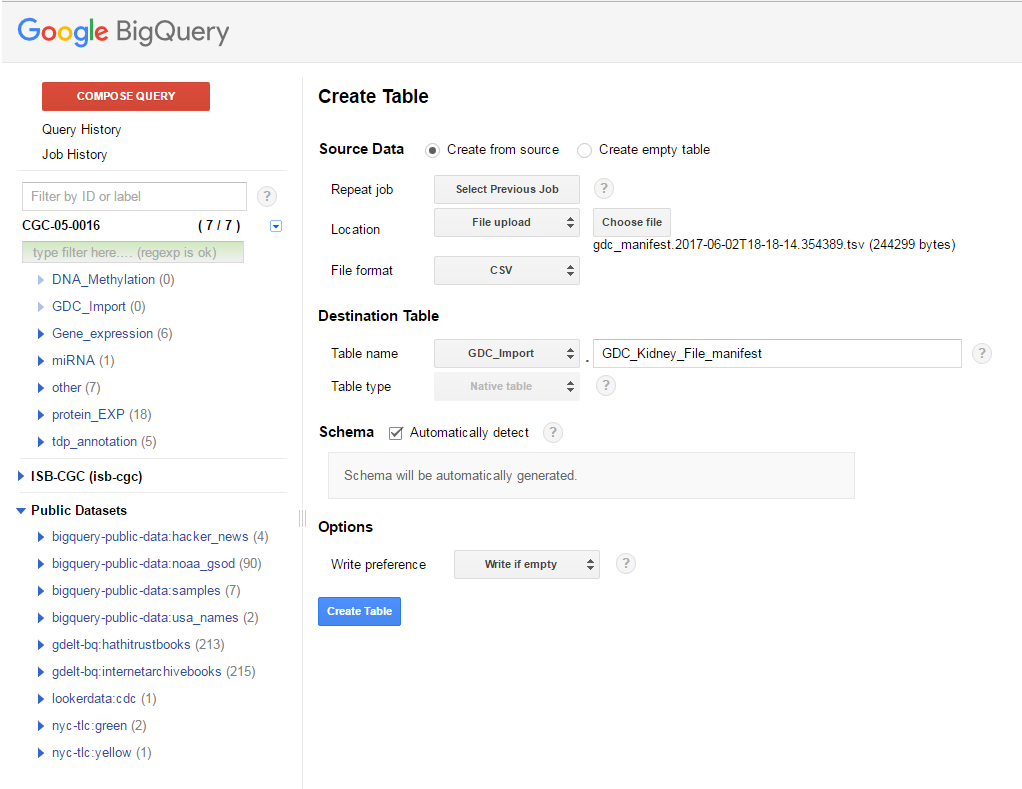 Google BigQuery
COMPOSE QUERY
Query History
Job History
Filter by ID or label
?
CGC-05-0016 ( 7 / 7 )
type filter here.... (regexp is ok)
DNA_Methylation (0)
GDC_Import (0)
Gene_expression (6)
miRNA (1)
other (7)
protein_EXP (18)
tdp_annotation (5)
ISB-CGC (isb-cgc)
Public Datasets
bigquery-public-data:hacker_news (4)
bigquery-public-data:noaa_gsod (90)
bigquery-public-data:samples (7)
bigquery-public-data:usa_names (2)
gdelt-bq:hathitrustbooks (213)
gdelt-bq:internetarchivebooks (215)
lookerdata:cdc (1)
nyc-tlc:green (2)
nyc-tlc:yellow (1)
Create Table
Source Data Create from source Create empty table
Repeat job Select Previous Job ?
Location File upload Choose file
gdc_manifest.2017-06-02T18-18-14.354389.tsv (244299 bytes)
File format CSV
Destination Table
Table name GDC_Import . GDC_Kidney_File_manifest ?
Table type Native table ?
Schema Automatically detect ?
Schema will be automatically generated.
Options
Write preference Write if empty ?
Create Table